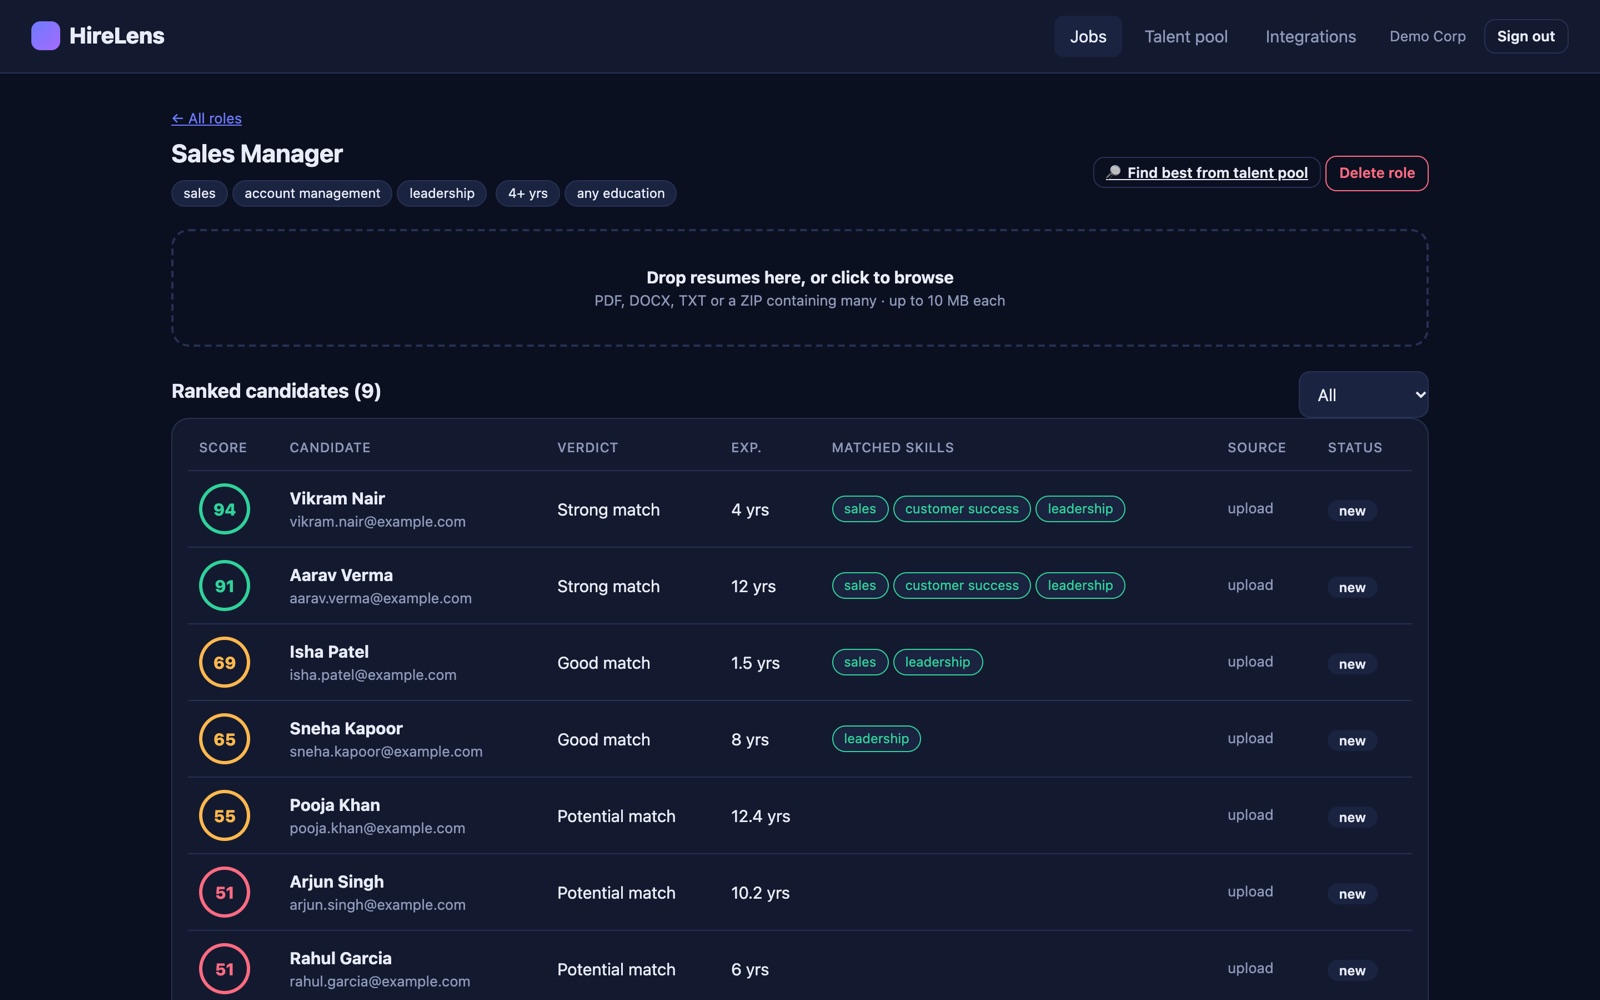 HireLens
Jobs Talent pool Integrations Demo Corp Sign out
← All roles
Sales Manager
sales account management leadership 4+ yrs any education
🔎 Find best from talent pool Delete role
Drop resumes here, or click to browse
PDF, DOCX, TXT or a ZIP containing many · up to 10 MB each
Ranked candidates (9)
All
SCORE CANDIDATE VERDICT EXP. MATCHED SKILLS SOURCE STATUS
94 Vikram Nair Strong match 4 yrs sales customer success leadership upload new
vikram.nair@example.com
91 Aarav Verma Strong match 12 yrs sales customer success leadership upload new
aarav.verma@example.com
69 Isha Patel Good match 1.5 yrs sales leadership upload new
isha.patel@example.com
65 Sneha Kapoor Good match 8 yrs leadership upload new
sneha.kapoor@example.com
55 Pooja Khan Potential match 12.4 yrs upload new
pooja.khan@example.com
51 Arjun Singh Potential match 10.2 yrs upload new
arjun.singh@example.com
51 Rahul Garcia Potential match 6 yrs upload new
rahul.garcia@example.com